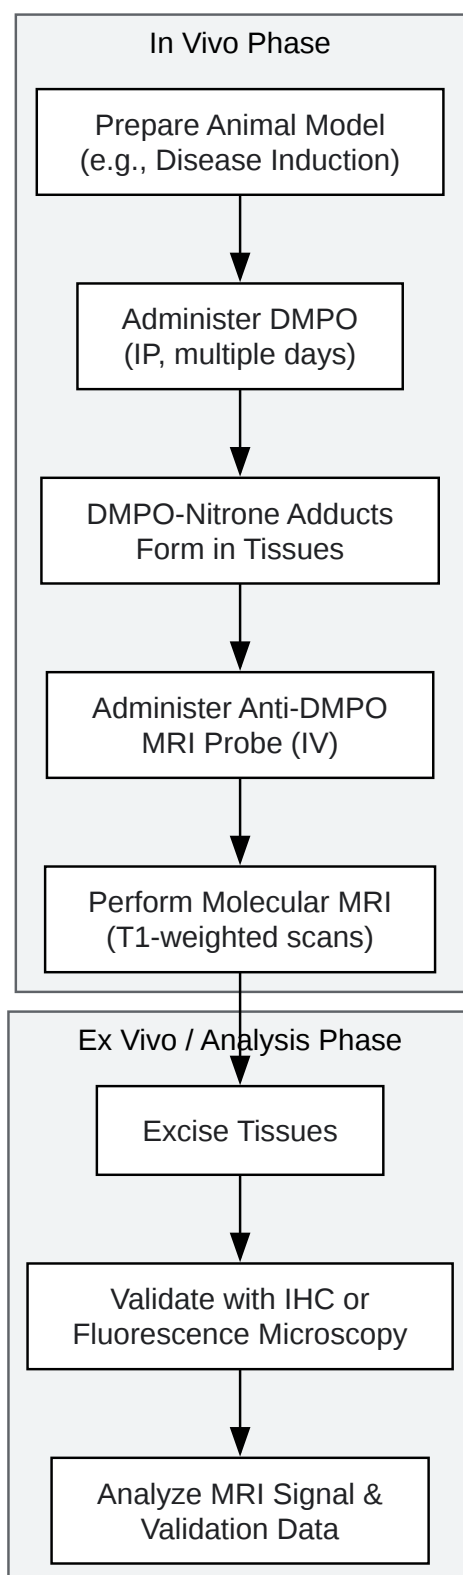 In Vivo Phase
Prepare Animal Model
(e.g., Disease Induction)
Administer DMPO
(IP, multiple days)
DMPO-Nitrone Adducts
Form in Tissues
Administer Anti-DMPO
MRI Probe (IV)
Perform Molecular MRI
(T1-weighted scans)
Ex Vivo / Analysis Phase
Excise Tissues
Validate with IHC or
Fluorescence Microscopy
Analyze MRI Signal &
Validation Data